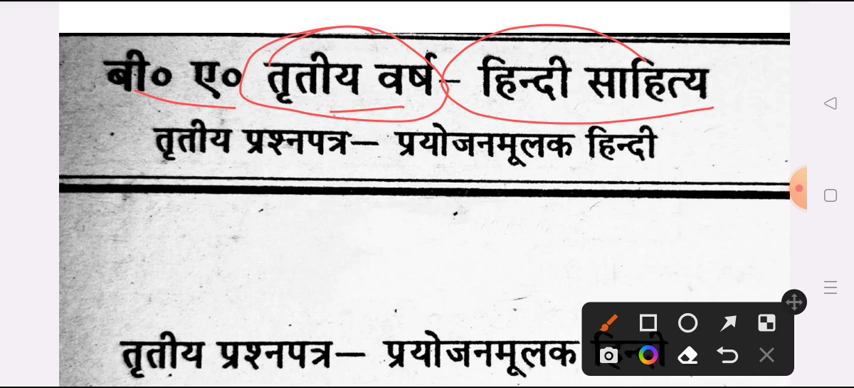 बी० ए० तृतीय वर्ष– हिन्दी साहित्य
तृतीय प्रश्नपत्र– प्रयोजनमूलक हिन्दी
तृतीय प्रश्नपत्र– प्रयोजनमूलक